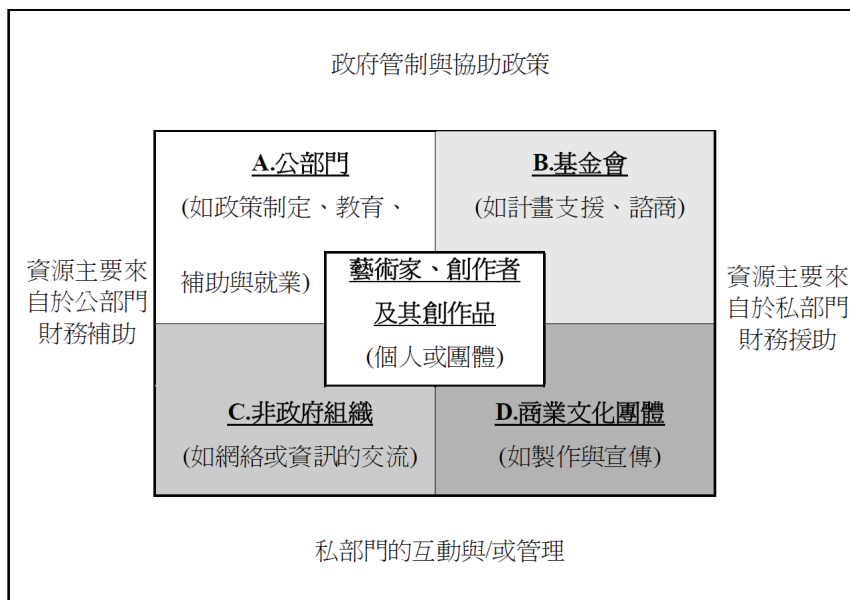 政府管制與協助政策
A.公部門
(如政策制定、教育、
補助與就業)
B.基金會
(如計畫支援、諮商)
資源主要來
自於公部門
財務補助
藝術家、創作者
及其創作品
(個人或團體)
資源主要來
自於私部門
財務援助
C.非政府組織
(如網絡或資訊的交流)
D.商業文化團體
(如製作與宣傳)
私部門的互動與/或管理